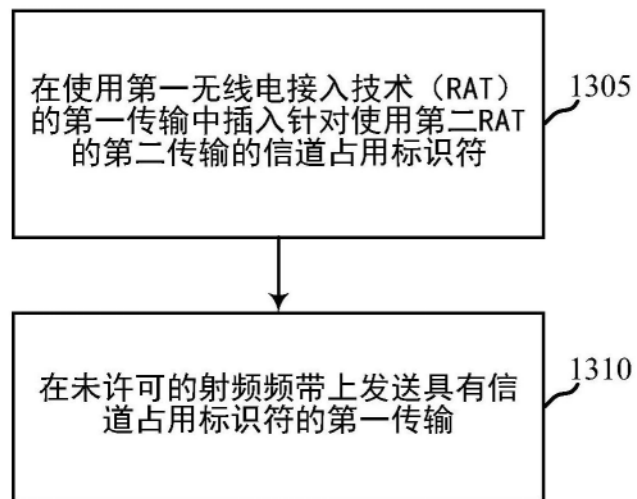 在使用第一无线电接入技术（RAT）
的第一传输中插入针对使用第二RAT
的第二传输的信道占用标识符
1305
在未许可的射频频带上发送具有信
道占用标识符的第一传输
1310